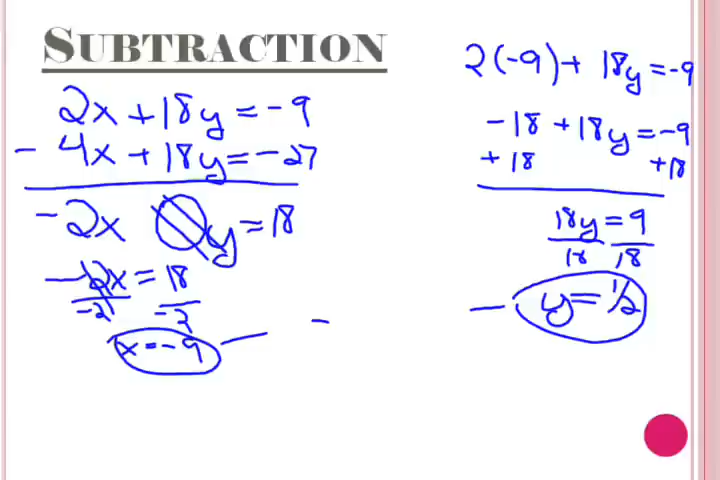 SUBTRACTION
2x + 18y = -9
- 4x + 18y = -27
-2x 0y = 18
-2x = 18
-2 -2
x = -9
2(-9) + 18y = -9
-18 + 18y = -9
+18 +18
18y = 9
18 18
y = 1/2